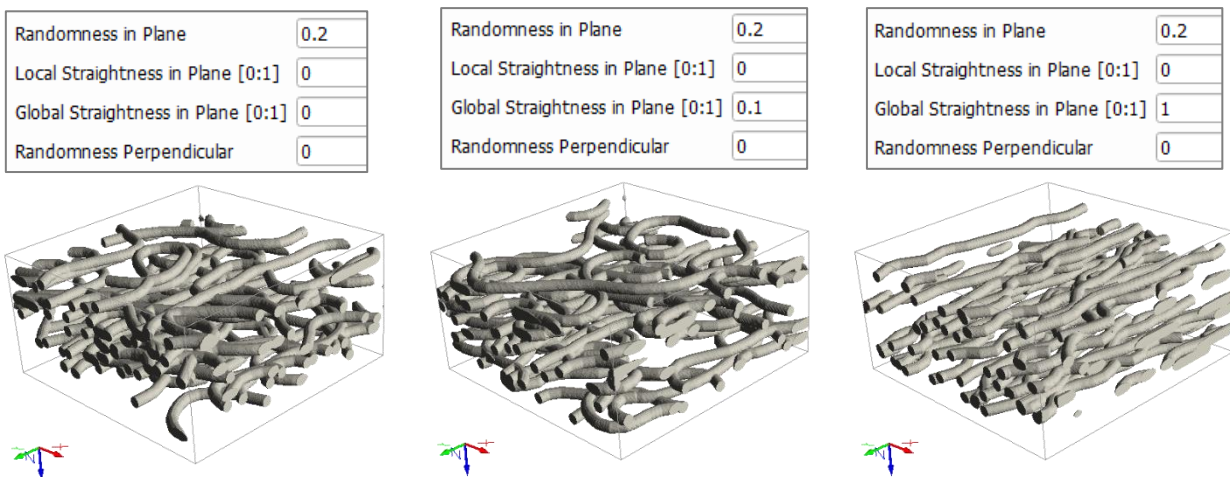 Randomness in Plane 0.2
Local Straightness in Plane [0:1] 0
Global Straightness in Plane [0:1] 0
Randomness Perpendicular 0
Randomness in Plane 0.2
Local Straightness in Plane [0:1] 0
Global Straightness in Plane [0:1] 0.1
Randomness Perpendicular 0
Randomness in Plane 0.2
Local Straightness in Plane [0:1] 0
Global Straightness in Plane [0:1] 1
Randomness Perpendicular 0